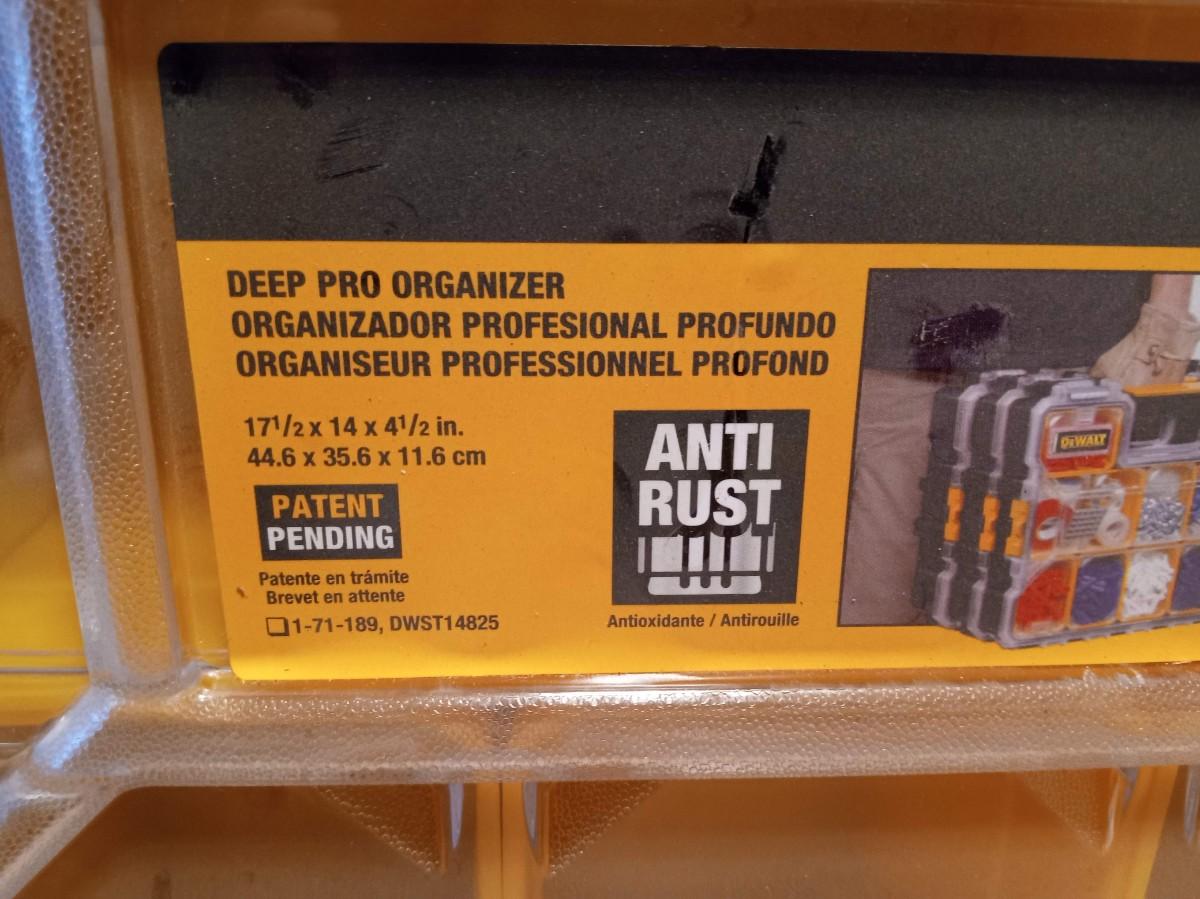 DEEP PRO ORGANIZER
ORGANIZADOR PROFESIONAL PROFUNDO
ORGANISEUR PROFESSIONNEL PROFOND
17 1/2 x 14 x 4 1/2 in.
44.6 x 35.6 x 11.6 cm
PATENT
PENDING
Patente en trámite
Brevet en attente
1-71-189, DWST14825
ANTI
RUST
Antioxidante / Antirouille
DEWALT